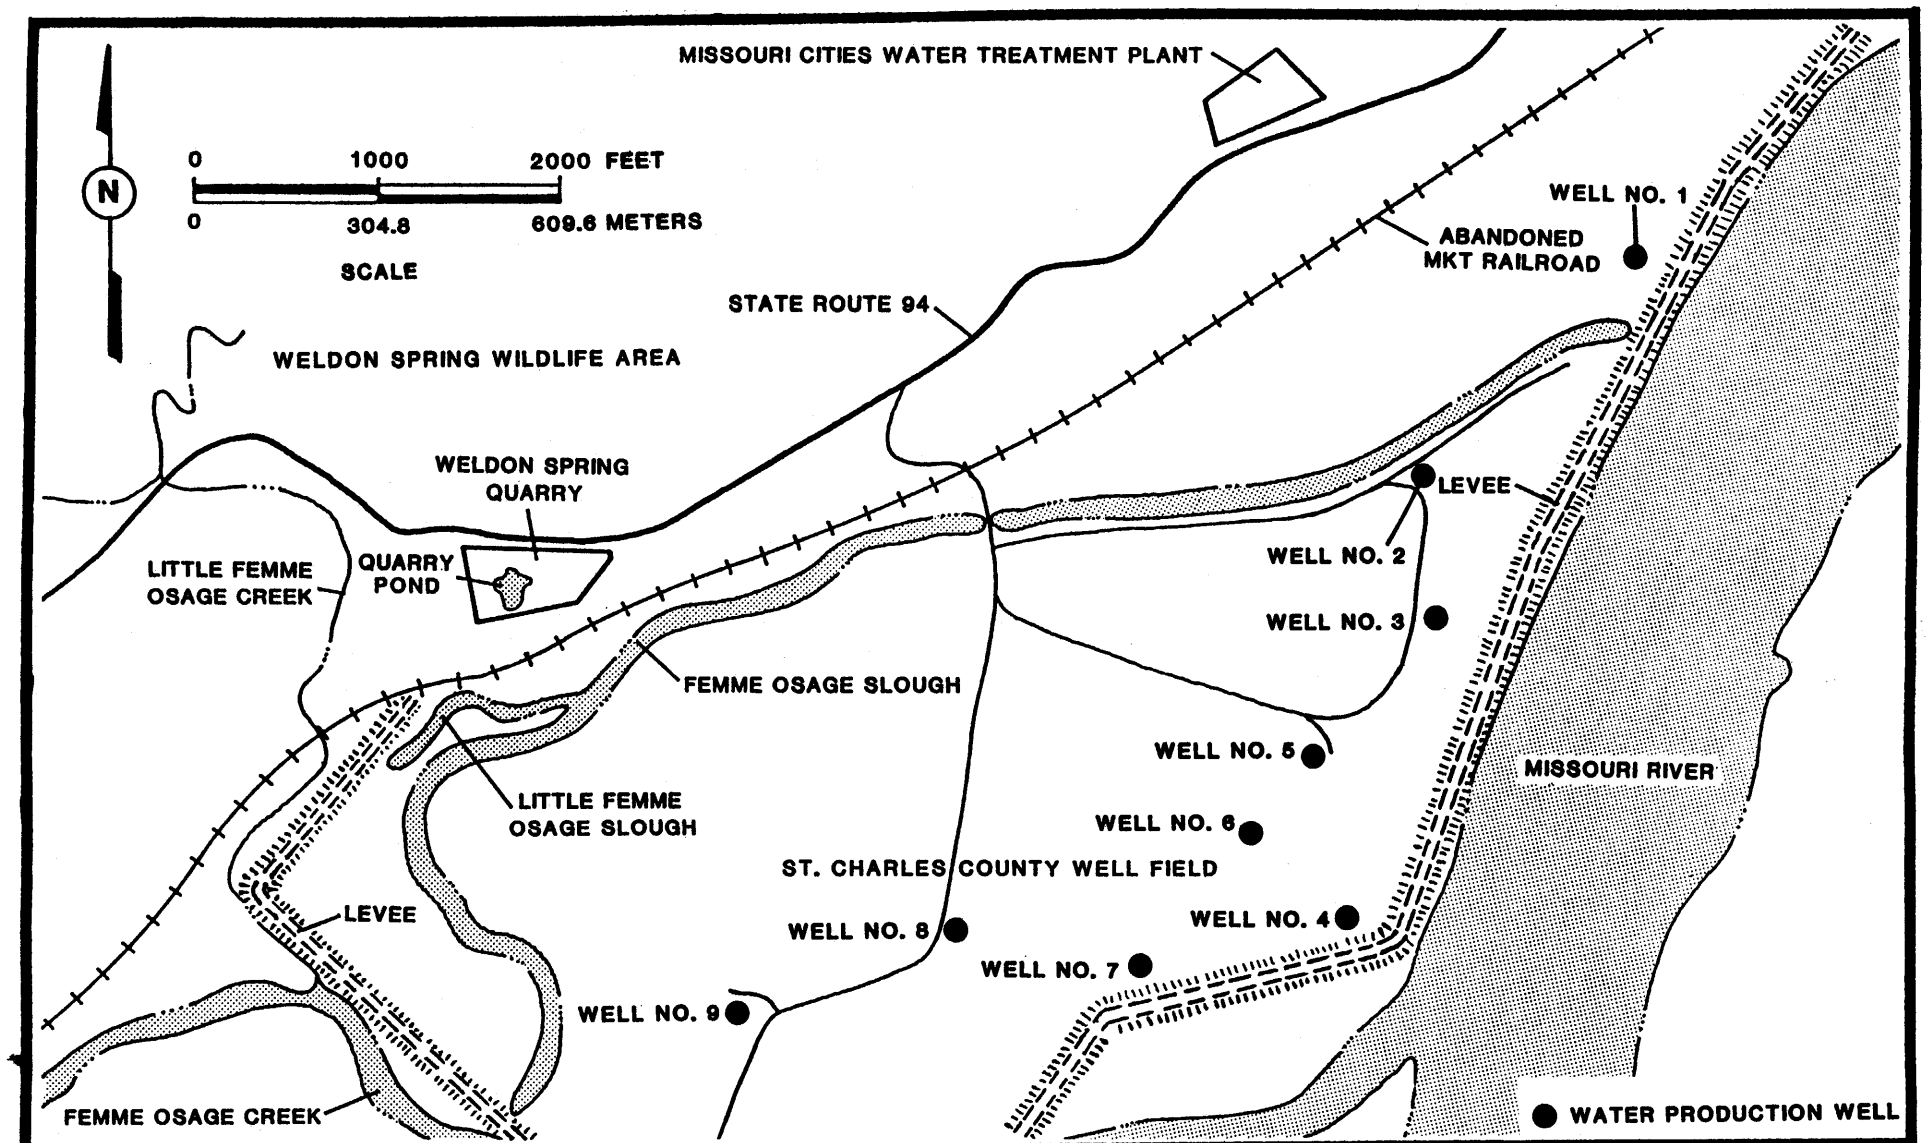 MISSOURI CITIES WATER TREATMENT PLANT
0 1000 2000 FEET
0 304.8 609.6 METERS
SCALE
N
WELL NO. 1
ABANDONED
MKT RAILROAD
STATE ROUTE 94
WELDON SPRING WILDLIFE AREA
WELDON SPRING
QUARRY
LEVEE
WELL NO. 2
QUARRY
POND
LITTLE FEMME
OSAGE CREEK
WELL NO. 3
FEMME OSAGE SLOUGH
WELL NO. 5
MISSOURI RIVER
LITTLE FEMME
OSAGE SLOUGH
WELL NO. 6
ST. CHARLES COUNTY WELL FIELD
LEVEE
WELL NO. 4
WELL NO. 8
WELL NO. 7
WELL NO. 9
FEMME OSAGE CREEK
WATER PRODUCTION WELL